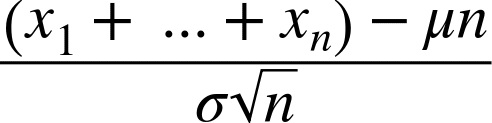 (x₁ + ... + xₙ) − μn
σ√n